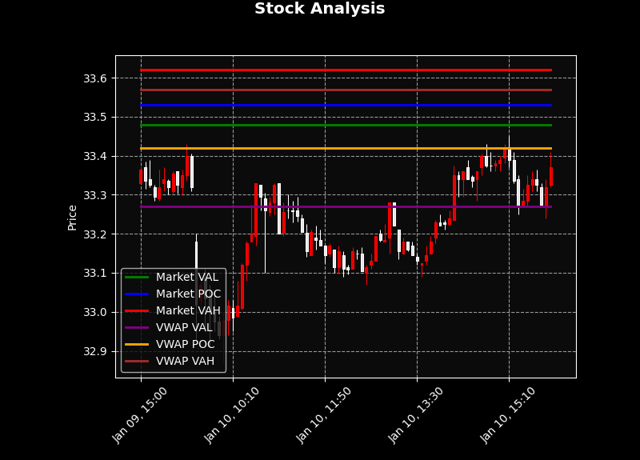 Stock Analysis
33.6
33.5
33.4
33.3
33.2
33.1
33.0
32.9
Price
Market VAL
Market POC
Market VAH
VWAP VAL
VWAP POC
VWAP VAH
Jan 09, 15:00
Jan 10, 10:10
Jan 10, 11:50
Jan 10, 13:30
Jan 10, 15:10